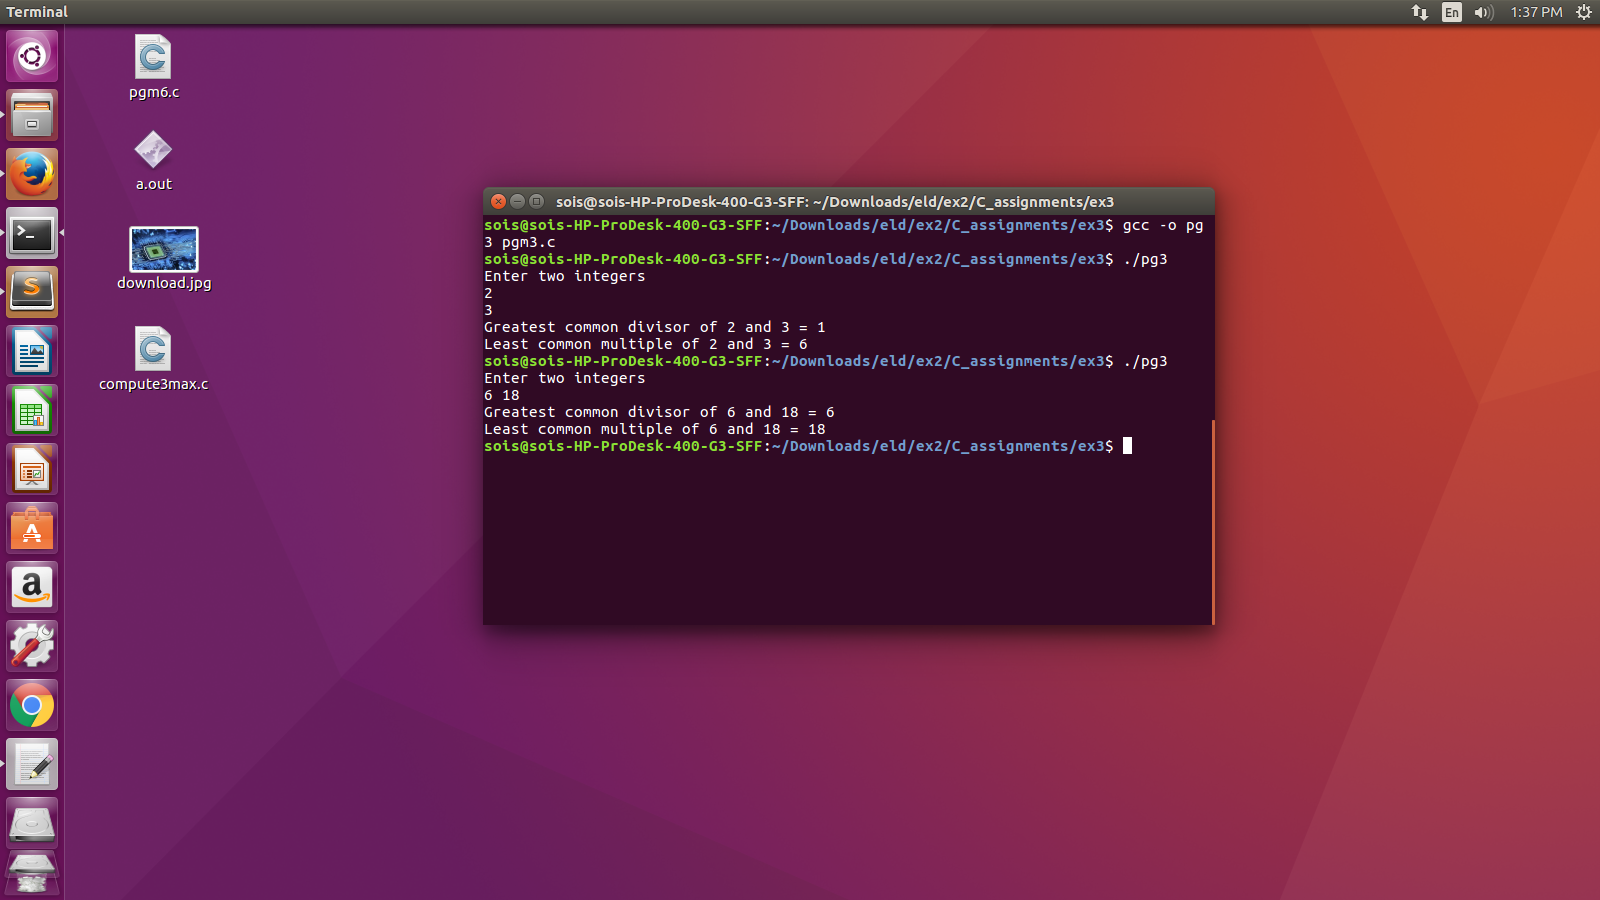 Terminal
En
1:37 PM
pgm6.c
a.out
download.jpg
compute3max.c
sois@sois-HP-ProDesk-400-G3-SFF: ~/Downloads/eld/ex2/C_assignments/ex3
sois@sois-HP-ProDesk-400-G3-SFF:~/Downloads/eld/ex2/C_assignments/ex3$ gcc -o pg
3 pgm3.c
sois@sois-HP-ProDesk-400-G3-SFF:~/Downloads/eld/ex2/C_assignments/ex3$ ./pg3
Enter two integers
2
3
Greatest common divisor of 2 and 3 = 1
Least common multiple of 2 and 3 = 6
sois@sois-HP-ProDesk-400-G3-SFF:~/Downloads/eld/ex2/C_assignments/ex3$ ./pg3
Enter two integers
6 18
Greatest common divisor of 6 and 18 = 6
Least common multiple of 6 and 18 = 18
sois@sois-HP-ProDesk-400-G3-SFF:~/Downloads/eld/ex2/C_assignments/ex3$